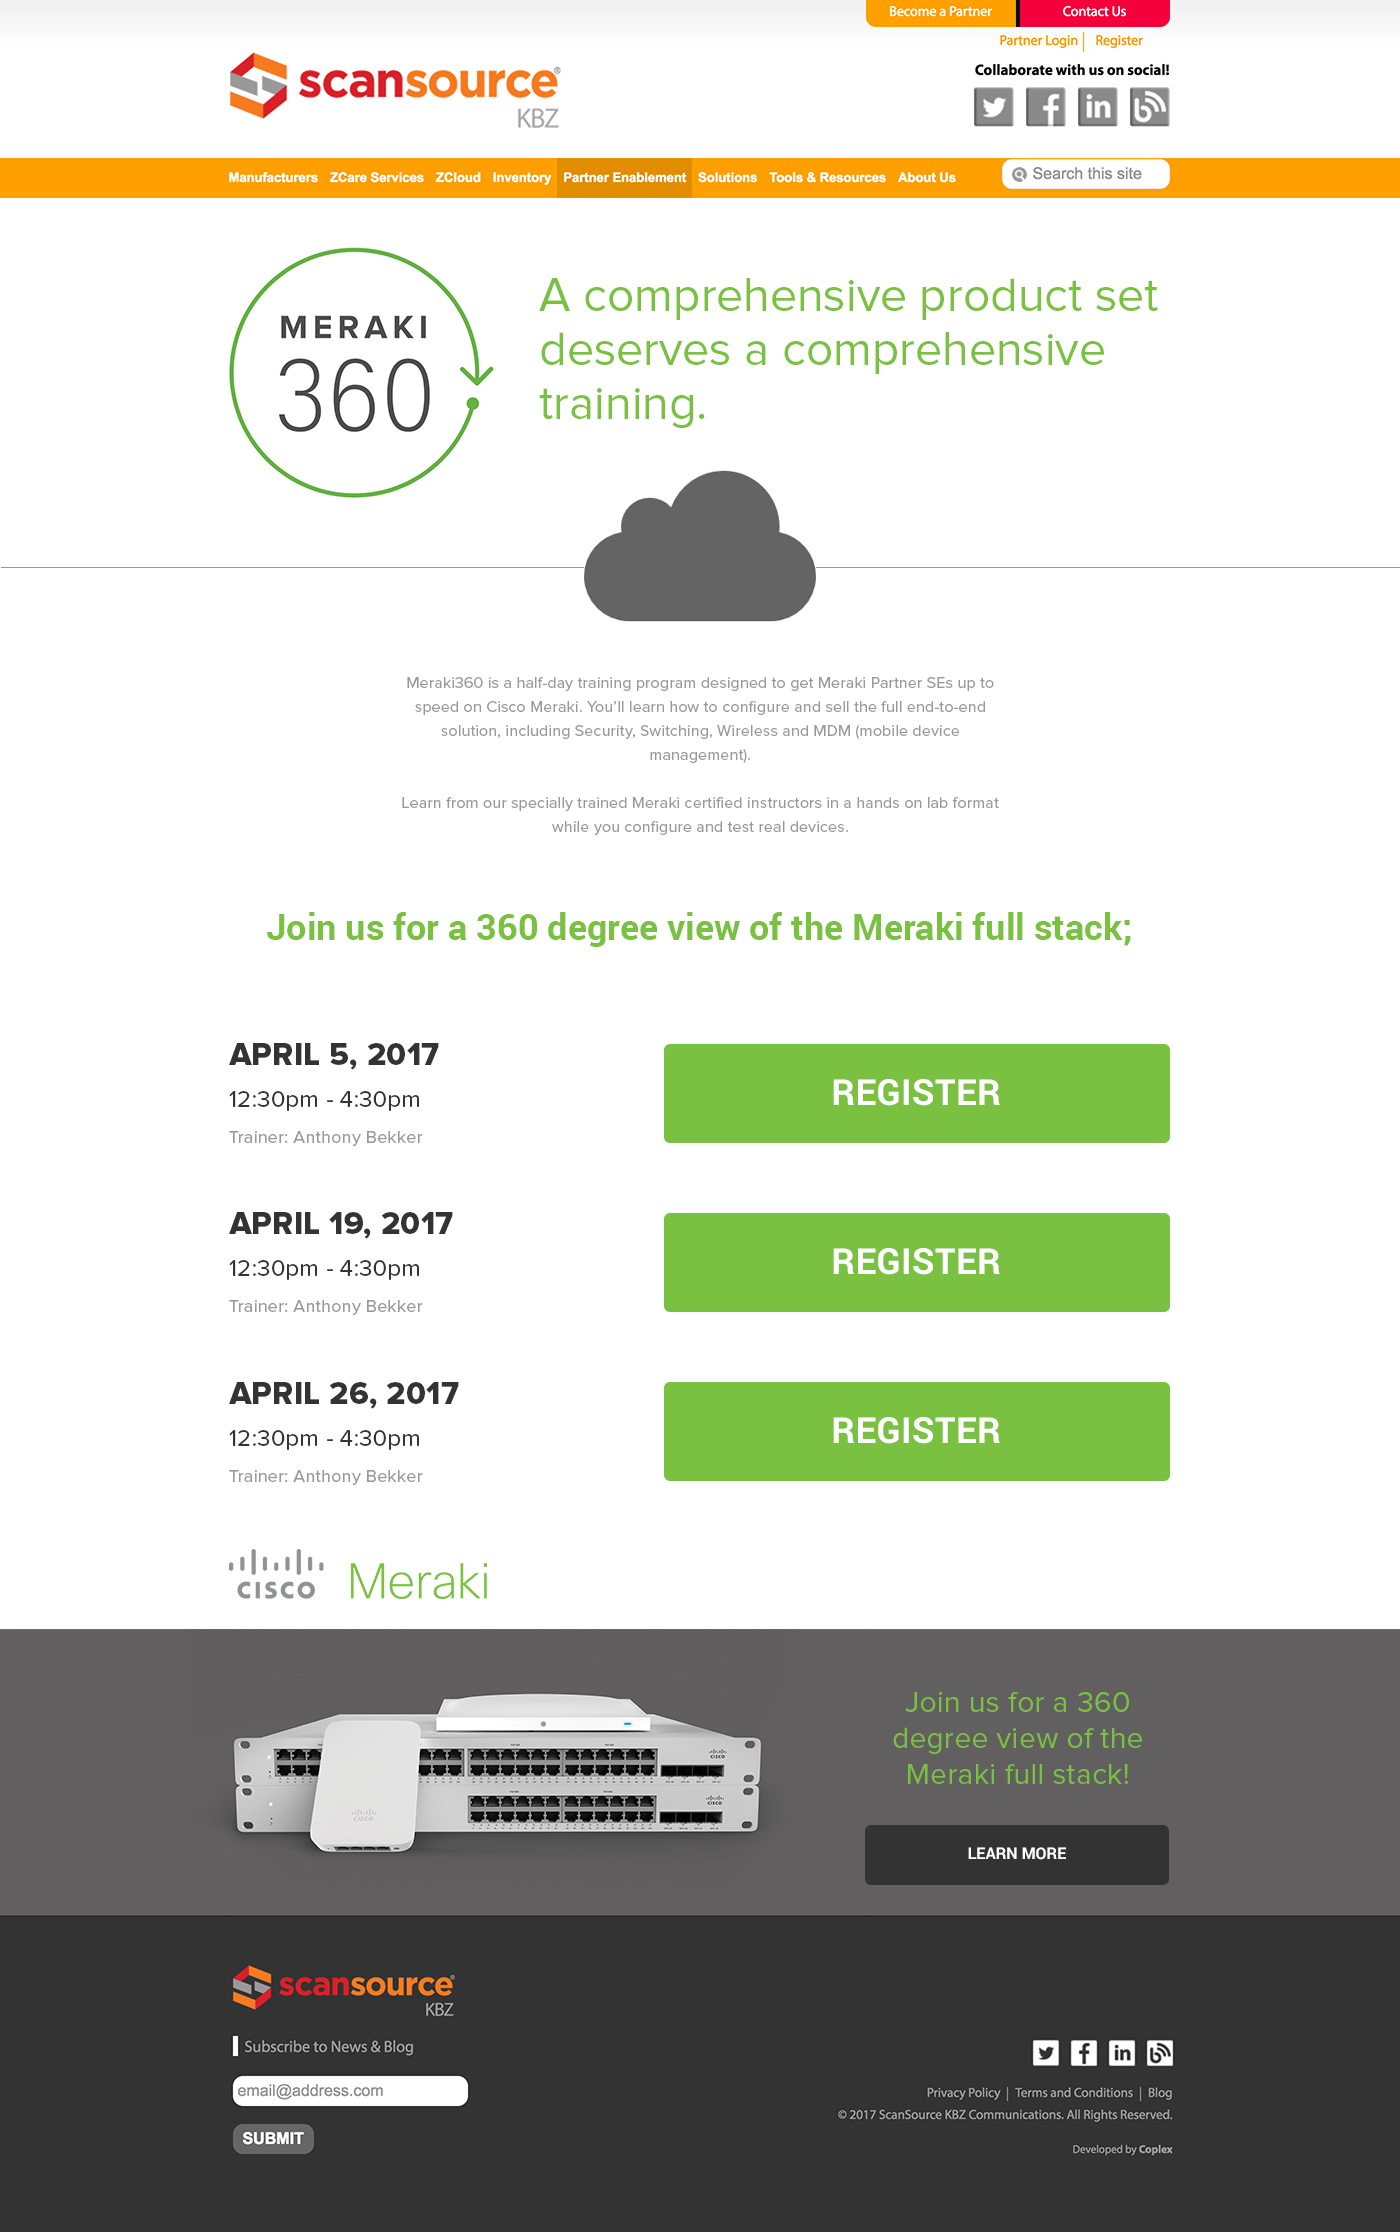 Become a Partner
Contact Us
Partner Login | Register
Collaborate with us on social!
scansource®
KBZ
Manufacturers ZCare Services ZCloud Inventory Partner Enablement Solutions Tools & Resources About Us
Search this site
MERAKI
360
A comprehensive product set
deserves a comprehensive
training.
Meraki360 is a half-day training program designed to get Meraki Partner SEs up to
speed on Cisco Meraki. You'll learn how to configure and sell the full end-to-end
solution, including Security, Switching, Wireless and MDM (mobile device
management).
Learn from our specially trained Meraki certified instructors in a hands on lab format
while you configure and test real devices.
Join us for a 360 degree view of the Meraki full stack;
APRIL 5, 2017
12:30pm - 4:30pm
Trainer: Anthony Bekker
REGISTER
APRIL 19, 2017
12:30pm - 4:30pm
Trainer: Anthony Bekker
REGISTER
APRIL 26, 2017
12:30pm - 4:30pm
Trainer: Anthony Bekker
REGISTER
CISCO Meraki
CISCO
CISCO
CISCO
Join us for a 360
degree view of the
Meraki full stack!
LEARN MORE
scansource®
KBZ
Subscribe to News & Blog
email@address.com
SUBMIT
Privacy Policy | Terms and Conditions | Blog
© 2017 ScanSource KBZ Communications. All Rights Reserved.
Developed by Coplex